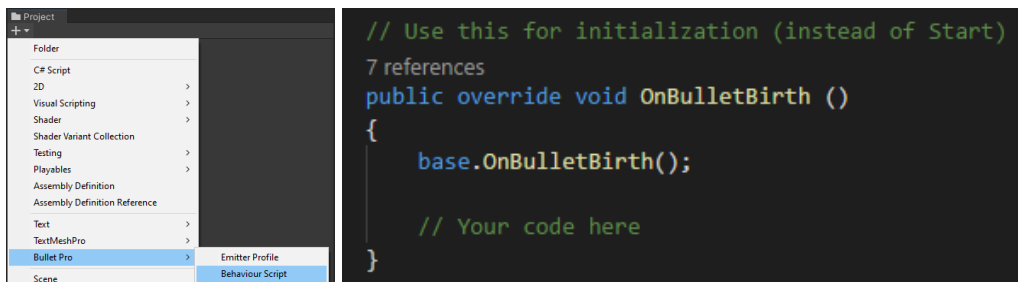 Project
+
Folder
C# Script
2D
Visual Scripting
Shader
Shader Variant Collection
Testing
Playables
Assembly Definition
Assembly Definition Reference
Text
TextMeshPro
Bullet Pro
Scene
Emitter Profile
Behaviour Script
// Use this for initialization (instead of Start)
7 references
public override void OnBulletBirth ()
{
base.OnBulletBirth();
// Your code here
}